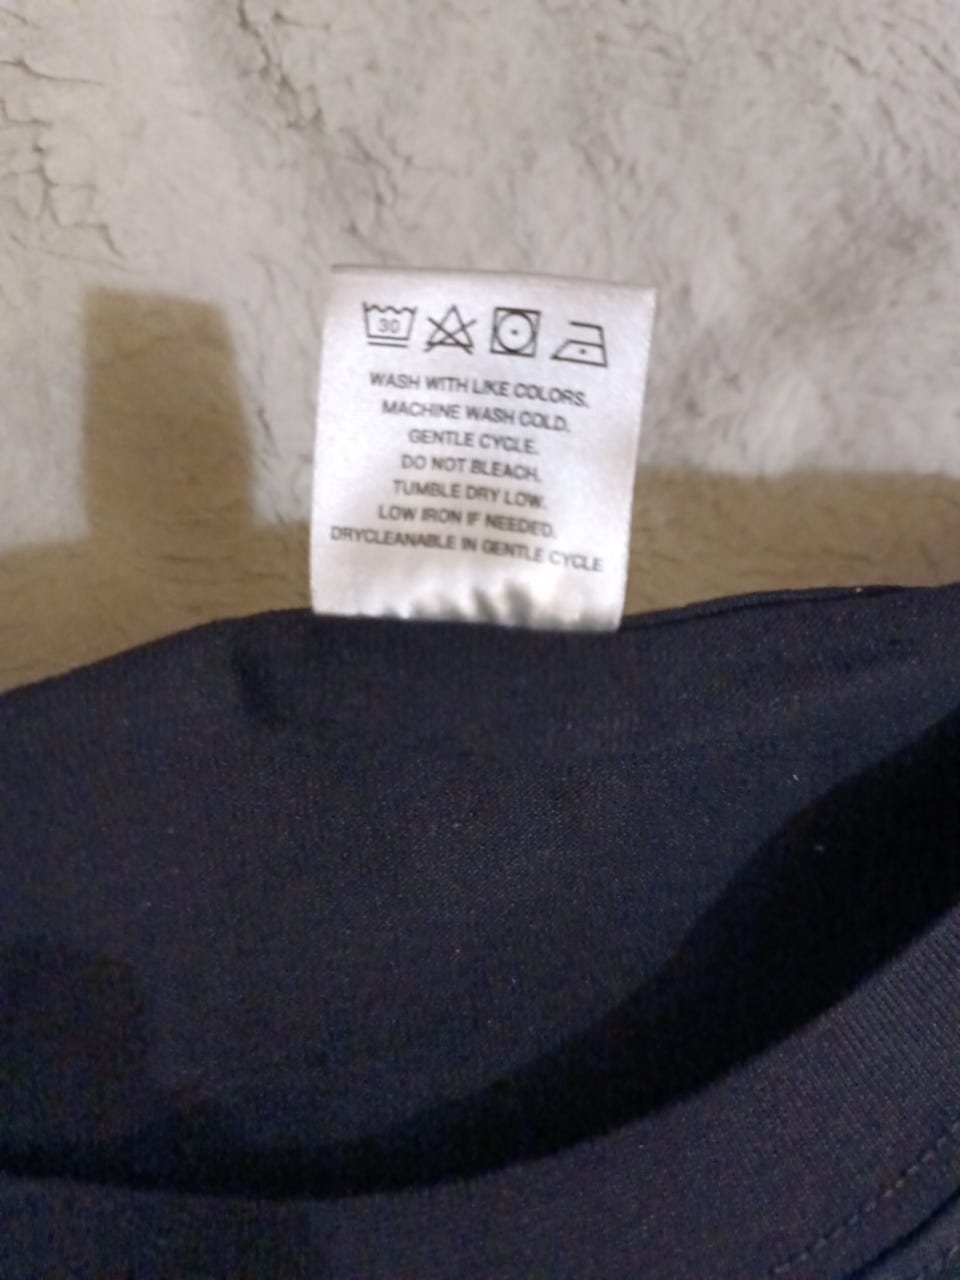 30
WASH WITH LIKE COLORS.
MACHINE WASH COLD.
GENTLE CYCLE.
DO NOT BLEACH.
TUMBLE DRY LOW.
LOW IRON IF NEEDED.
DRYCLEANABLE IN GENTLE CYCLE